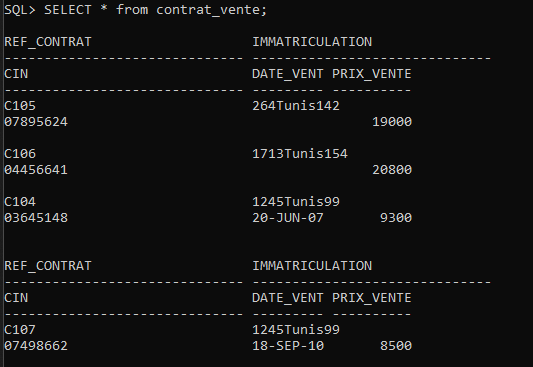 SQL> SELECT * from contrat_vente;
REF_CONTRAT                    IMMATRICULATION
------------------------------ ------------------------------
CIN                            DATE_VENT PRIX_VENTE
------------------------------ --------- ----------
C105                           264Tunis142
07895624                                      19000
C106                           1713Tunis154
04456641                                      20800
C104                           1245Tunis99
03645148                       20-JUN-07       9300
REF_CONTRAT                    IMMATRICULATION
------------------------------ ------------------------------
CIN                            DATE_VENT PRIX_VENTE
------------------------------ --------- ----------
C107                           1245Tunis99
07498662                       18-SEP-10       8500